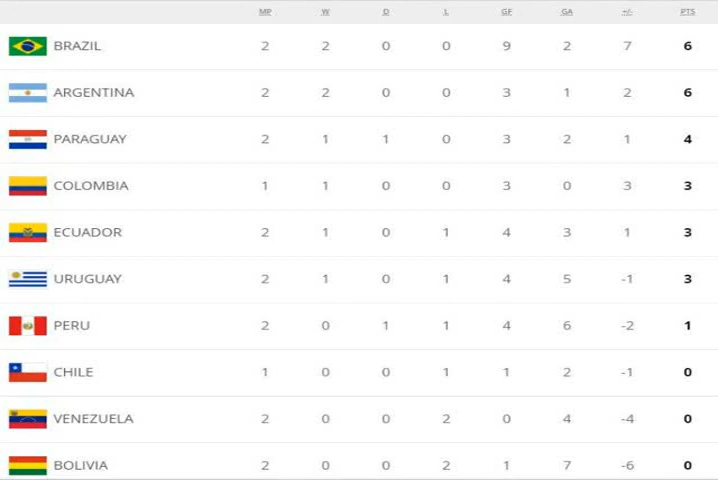 MP W D L GF GA +/- PTS
BRAZIL 2 2 0 0 9 2 7 6
ARGENTINA 2 2 0 0 3 1 2 6
PARAGUAY 2 1 1 0 3 2 1 4
COLOMBIA 1 1 0 0 3 0 3 3
ECUADOR 2 1 0 1 4 3 1 3
URUGUAY 2 1 0 1 4 5 -1 3
PERU 2 0 1 1 4 6 -2 1
CHILE 1 0 0 1 1 2 -1 0
VENEZUELA 2 0 0 2 0 4 -4 0
BOLIVIA 2 0 0 2 1 7 -6 0